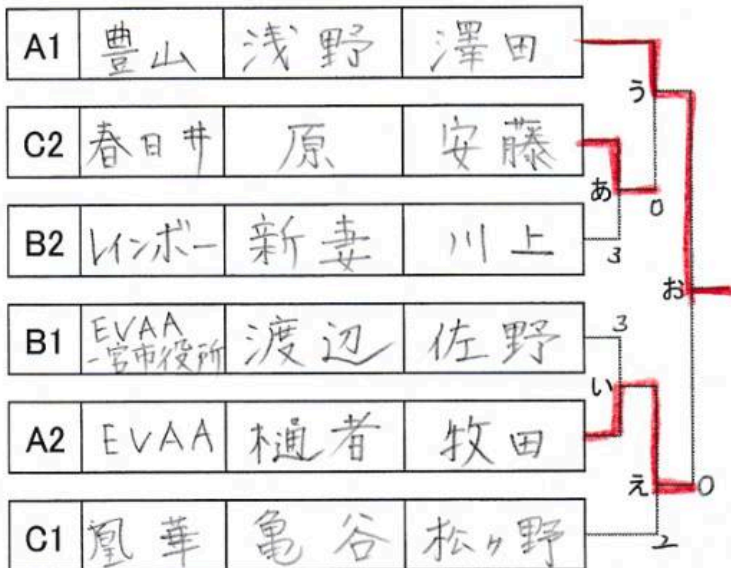 A1 豊山 浅野 澤田
う
C2 春日井 原 安藤
あ 0
B2 レインボー 新妻 川上
3
お
B1 EVAA 一宮市役所 渡辺 佐野
3
い
A2 EVAA 樋者 牧田
え 0
C1 凰華 亀谷 松ヶ野
2